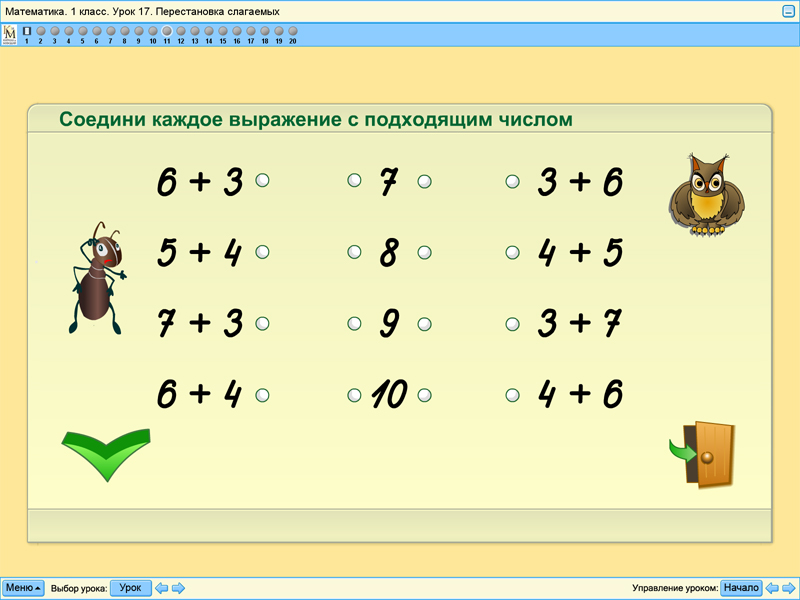 Математика. 1 класс. Урок 17. Перестановка слагаемых
1 2 3 4 5 6 7 8 9 10 11 12 13 14 15 16 17 18 19 20
Соедини каждое выражение с подходящим числом
6 + 3 7 3 + 6
5 + 4 8 4 + 5
7 + 3 9 3 + 7
6 + 4 10 4 + 6
Меню Выбор урока: Урок Управление уроком: Начало